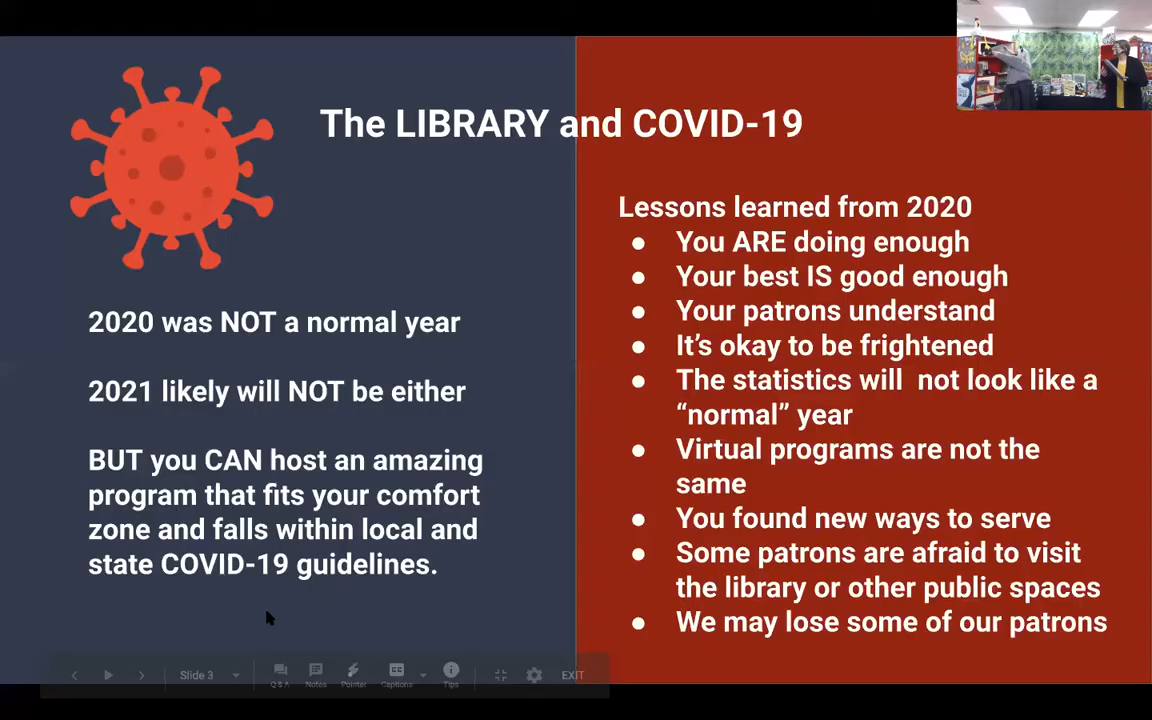 The LIBRARY and COVID-19
2020 was NOT a normal year
2021 likely will NOT be either
BUT you CAN host an amazing
program that fits your comfort
zone and falls within local and
state COVID-19 guidelines.
Lessons learned from 2020
● You ARE doing enough
● Your best IS good enough
● Your patrons understand
● It's okay to be frightened
● The statistics will  not look like a
“normal” year
● Virtual programs are not the
same
● You found new ways to serve
● Some patrons are afraid to visit
the library or other public spaces
● We may lose some of our patrons
Slide 3
Q&A Notes Pointer Captions Tips EXIT